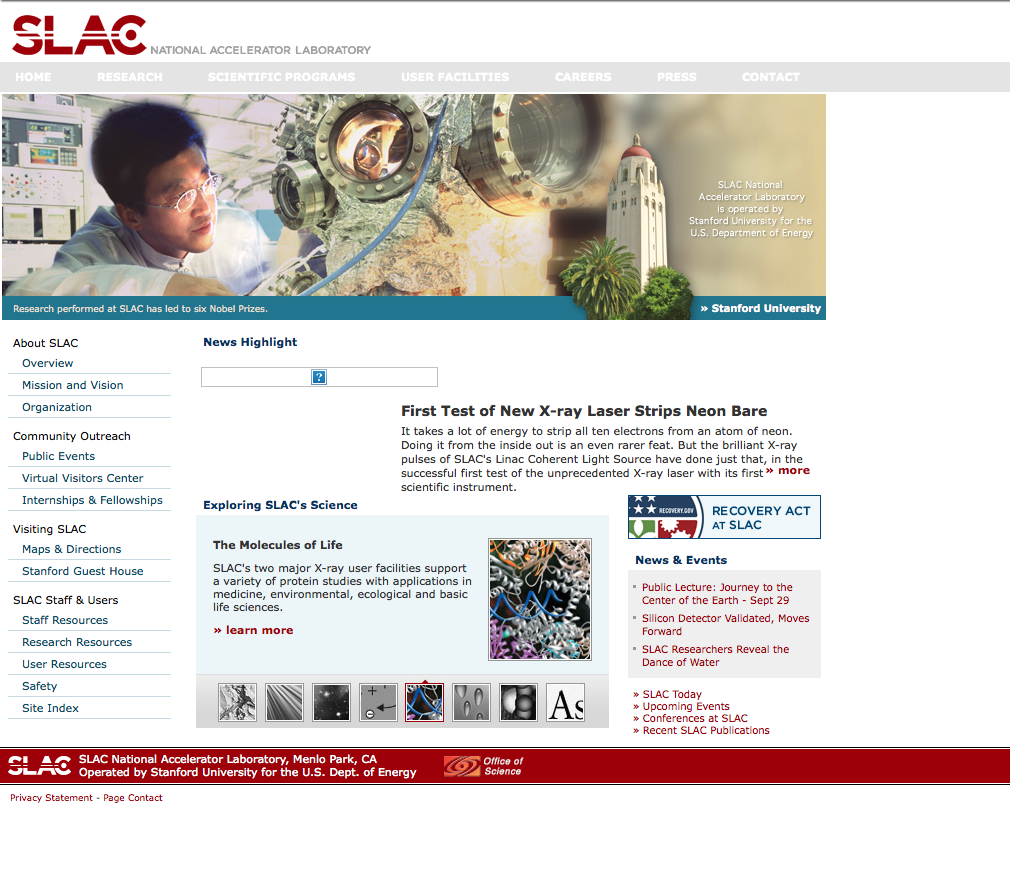 SLAC NATIONAL ACCELERATOR LABORATORY
HOME RESEARCH SCIENTIFIC PROGRAMS USER FACILITIES CAREERS PRESS CONTACT
SLAC National
Accelerator Laboratory
is operated by
Stanford University for the
U.S. Department of Energy
Research performed at SLAC has led to six Nobel Prizes.
» Stanford University
About SLAC
Overview
Mission and Vision
Organization
Community Outreach
Public Events
Virtual Visitors Center
Internships & Fellowships
Visiting SLAC
Maps & Directions
Stanford Guest House
SLAC Staff & Users
Staff Resources
Research Resources
User Resources
Safety
Site Index
News Highlight
?
First Test of New X-ray Laser Strips Neon Bare
It takes a lot of energy to strip all ten electrons from an atom of neon.
Doing it from the inside out is an even rarer feat. But the brilliant X-ray
pulses of SLAC's Linac Coherent Light Source have done just that, in the
successful first test of the unprecedented X-ray laser with its first
scientific instrument.
» more
Exploring SLAC's Science
The Molecules of Life
SLAC's two major X-ray user facilities support
a variety of protein studies with applications in
medicine, environmental, ecological and basic
life sciences.
» learn more
As
RECOVERY.GOV
RECOVERY ACT
AT SLAC
News & Events
Public Lecture: Journey to the
Center of the Earth - Sept 29
Silicon Detector Validated, Moves
Forward
SLAC Researchers Reveal the
Dance of Water
» SLAC Today
» Upcoming Events
» Conferences at SLAC
» Recent SLAC Publications
SLAC
SLAC National Accelerator Laboratory, Menlo Park, CA
Operated by Stanford University for the U.S. Dept. of Energy
Office of
Science
Privacy Statement - Page Contact